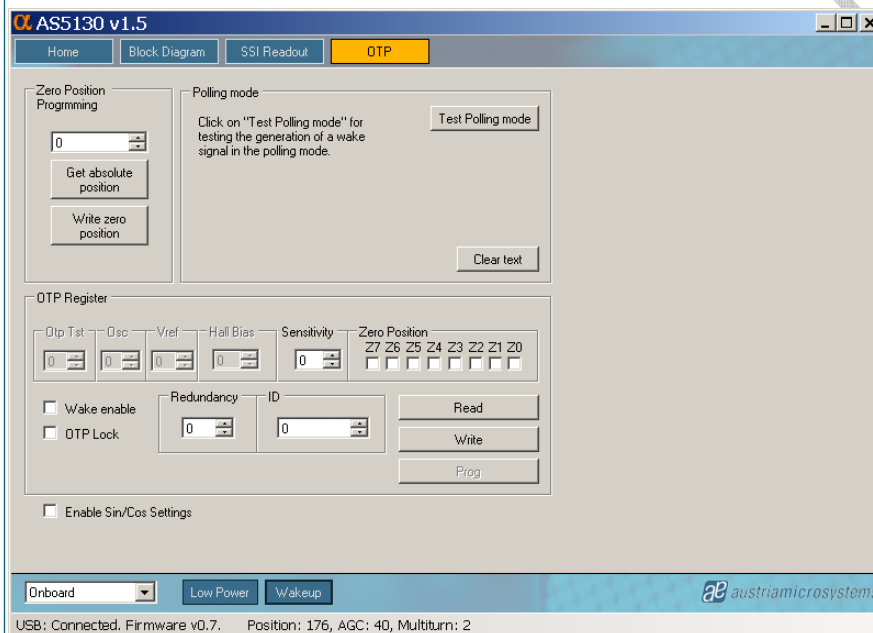 αAS5130 v1.5
Home Block Diagram SSI Readout OTP
Zero Position
Progrmming
0
Get absolute
position
Write zero
position
Polling mode
Click on "Test Polling mode" for
testing the generation of a wake
signal in the polling mode.
Test Polling mode
Clear text
OTP Register
Otp Tst Osc Vref Hall Bias Sensitivity Zero Position
Z7 Z6 Z5 Z4 Z3 Z2 Z1 Z0
0 0 0 0 0
Wake enable
OTP Lock
Redundancy ID
0 0
Read
Write
Prog
Enable Sin/Cos Settings
Onboard Low Power Wakeup
ae austriamicrosystems
USB: Connected. Firmware v0.7. Position: 176, AGC: 40, Multiturn: 2